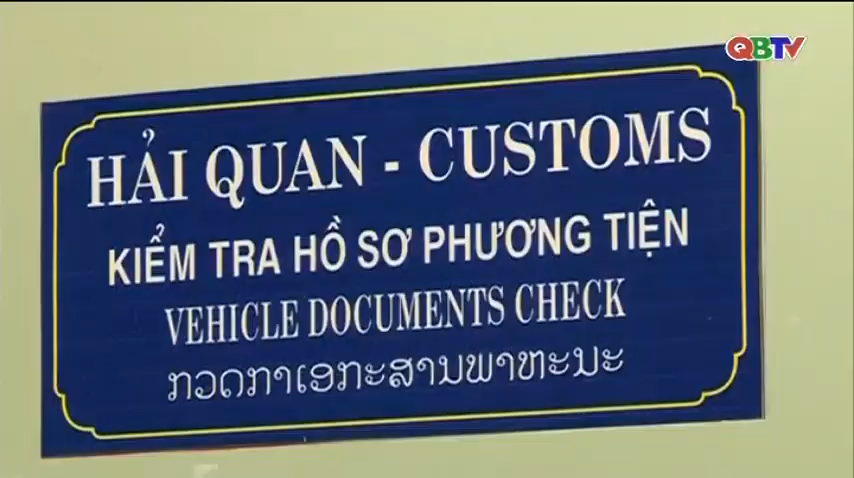 QBTV
HẢI QUAN - CUSTOMS
KIỂM TRA HỒ SƠ PHƯƠNG TIỆN
VEHICLE DOCUMENTS CHECK
ກວດກາເອກະສານພາຫະນະ